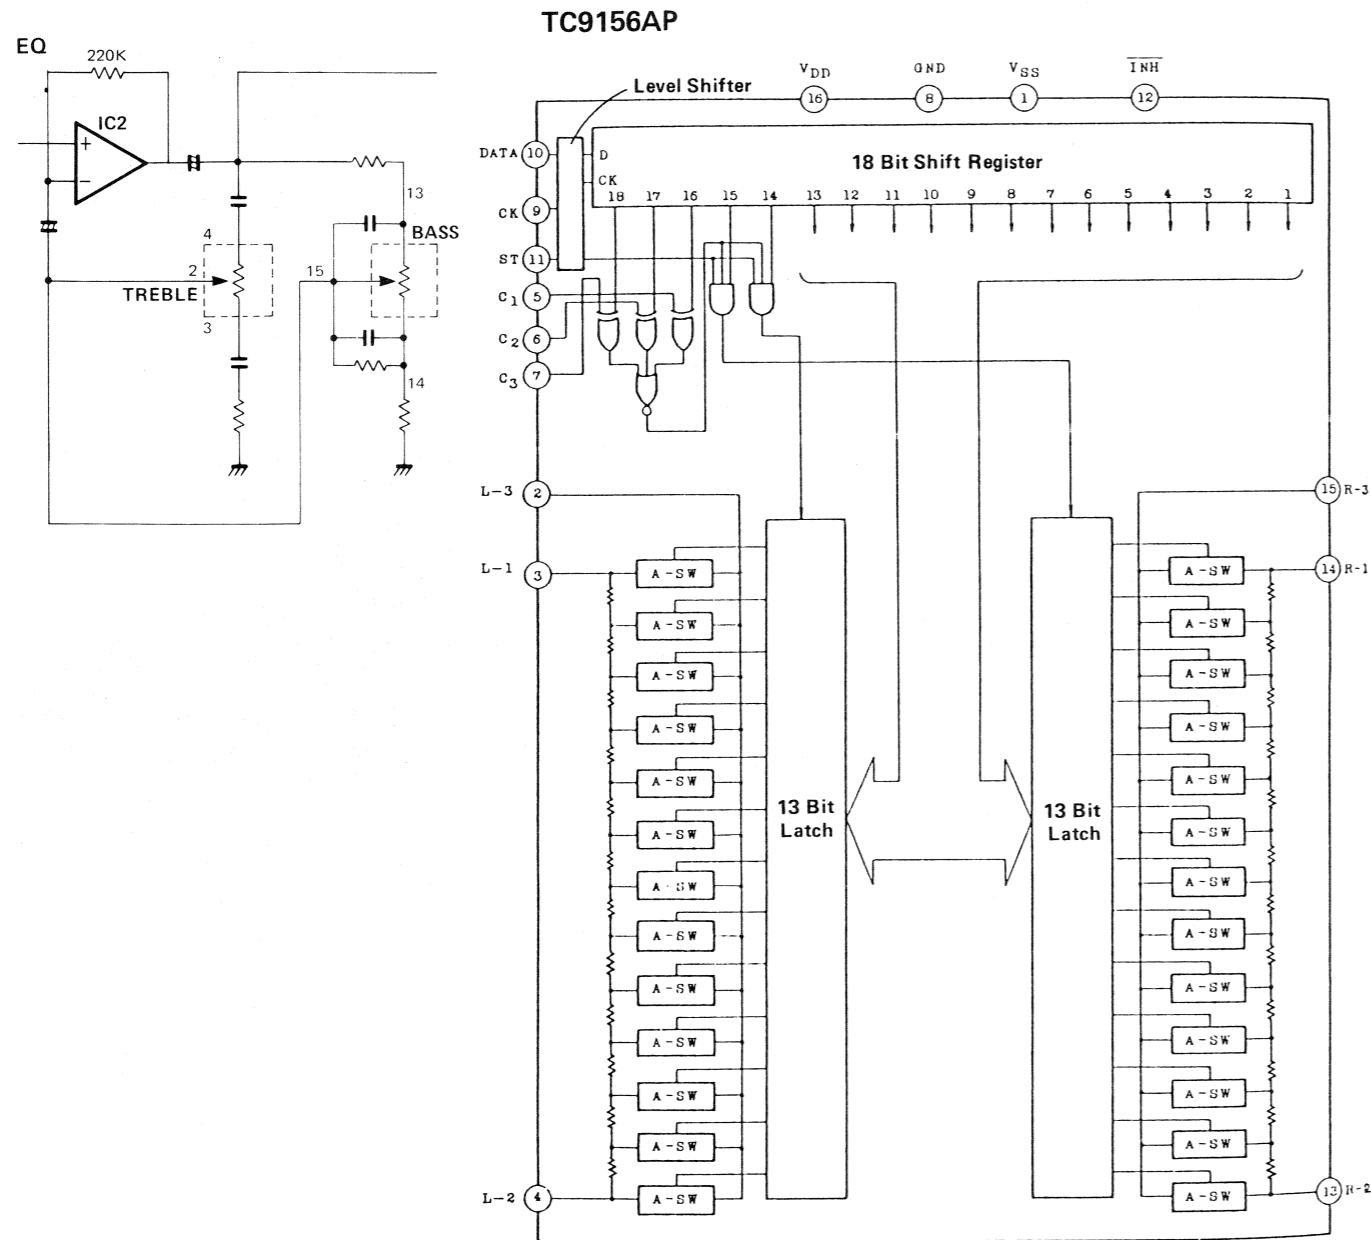 TC9156AP
EQ
220K
IC2
+
−
13
BASS
4
2
TREBLE
3
15
14
Level Shifter
VDD
16
GND
8
VSS
1
INH
12
DATA
10
CK
9
ST
11
C1
5
C2
6
C3
7
D
CK
18 Bit Shift Register
18 17 16 15 14 13 12 11 10 9 8 7 6 5 4 3 2 1
L-3
2
L-1
3
L-2
4
15
R-3
14
R-1
13
R-2
A-SW
A-SW
A-SW
A-SW
A-SW
A-SW
A-SW
A-SW
A-SW
A-SW
A-SW
A-SW
A-SW
13 Bit
Latch
13 Bit
Latch
A-SW
A-SW
A-SW
A-SW
A-SW
A-SW
A-SW
A-SW
A-SW
A-SW
A-SW
A-SW
A-SW